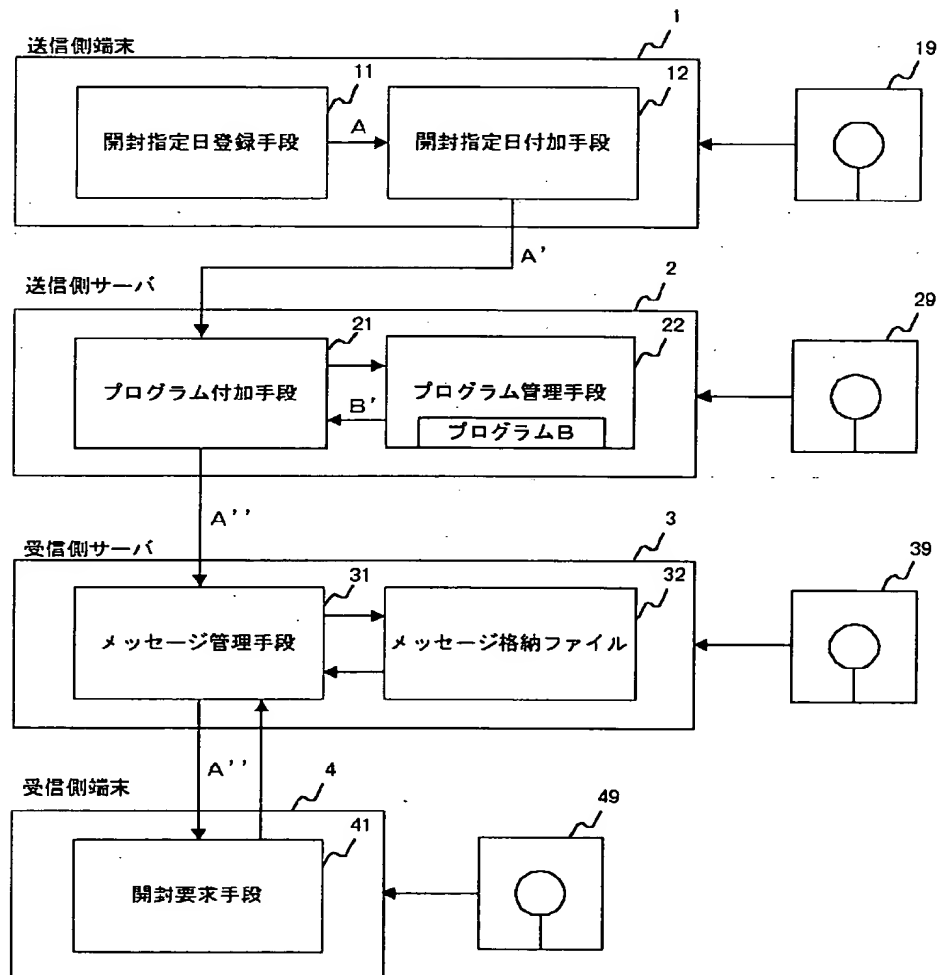 送信側端末
1
11
12
19
開封指定日登録手段
A
開封指定日付加手段
A'
送信側サーバ
2
21
22
29
プログラム付加手段
B'
プログラム管理手段
プログラムB
A''
受信側サーバ
3
31
32
39
メッセージ管理手段
メッセージ格納ファイル
A''
受信側端末
4
41
49
開封要求手段